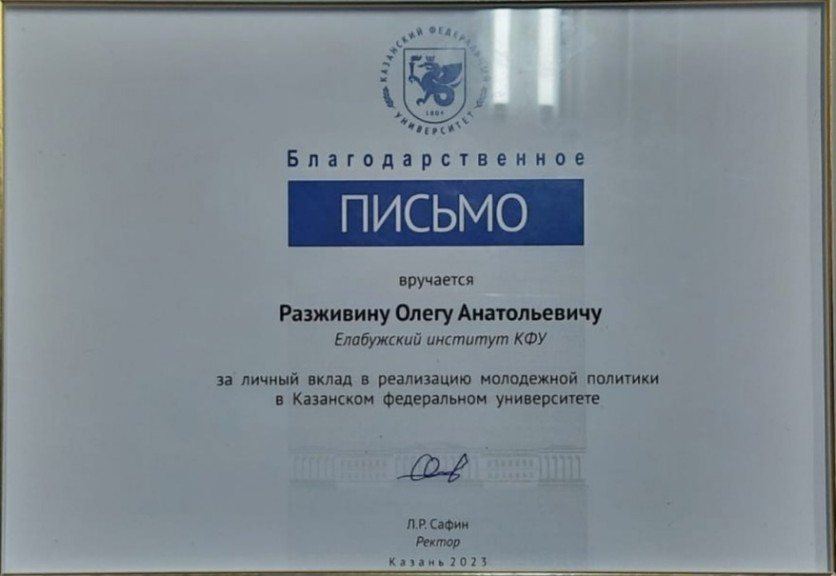 КАЗАНСКИЙ ФЕДЕРАЛЬНЫЙ
1804
УНИВЕРСИТЕТ
Благодарственное
ПИСЬМО
вручается
Разживину Олегу Анатольевичу
Елабужский институт КФУ
за личный вклад в реализацию молодежной политики
в Казанском федеральном университете
Л.Р. Сафин
Ректор
Казань 2023